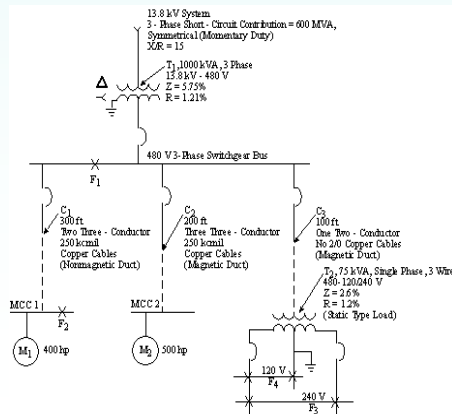 13.8 kV System
3 - Phase Short - Circuit Contribution = 600 MVA,
Symmetrical (Momentary Duty)
X/R = 15
T1, 1000 kVA, 3 Phase
13.8 kV - 480 V
Z = 5.75%
R = 1.21%
Δ
480 V 3-Phase Switchgear Bus
F1
C1
300 ft
Two Three - Conductor
250 kcmil
Copper Cables
(Nonmagnetic Duct)
C2
200 ft
Three Three - Conductor
250 kcmil
Copper Cables
(Magnetic Duct)
C3
100 ft
One Two - Conductor
No 2/0 Copper Cables
(Magnetic Duct)
T2, 75 kVA, Single Phase, 3 Wire
480-120/240 V
Z = 2.6%
R = 1.2%
(Static Type Load)
MCC 1
F2
MCC 2
M1 400 hp
M2 500 hp
120 V
F4
240 V
F3